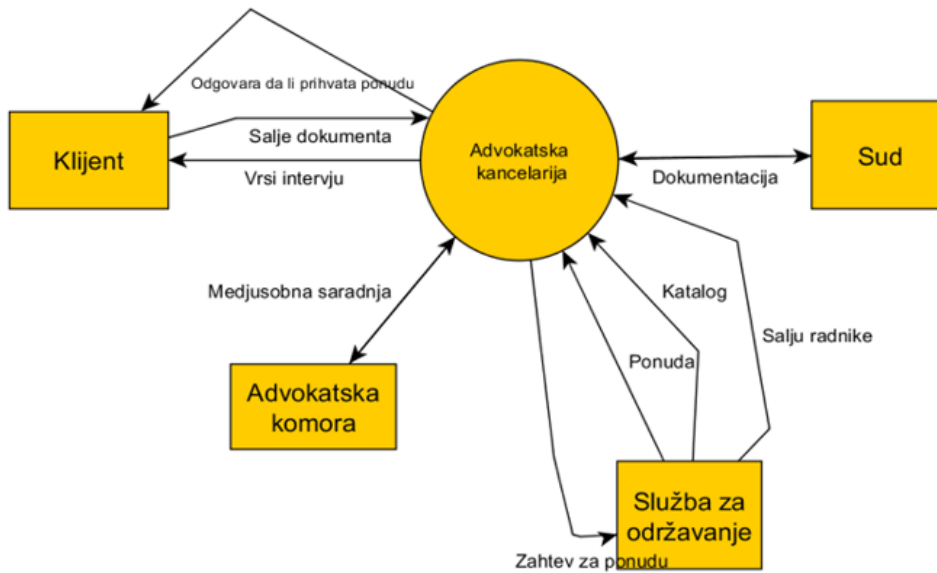 Odgovara da li prihvata ponudu
Klijent
Salje dokumenta
Vrsi intervju
Advokatska
kancelarija
Sud
Dokumentacija
Medjusobna saradnja
Katalog
Salju radnike
Ponuda
Advokatska
komora
Služba za
održavanje
Zahtev za ponudu